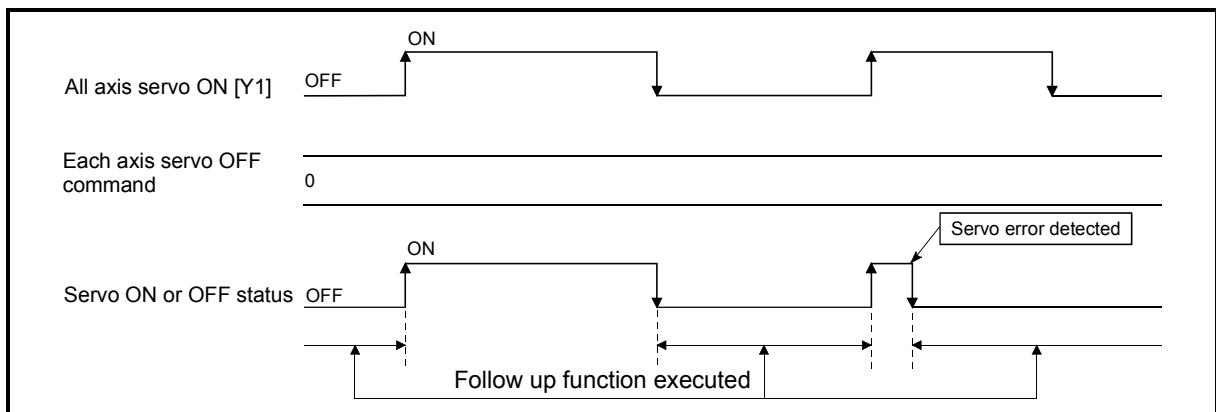 ON
All axis servo ON [Y1] OFF
Each axis servo OFF
command
0
Servo error detected
ON
Servo ON or OFF status OFF
Follow up function executed